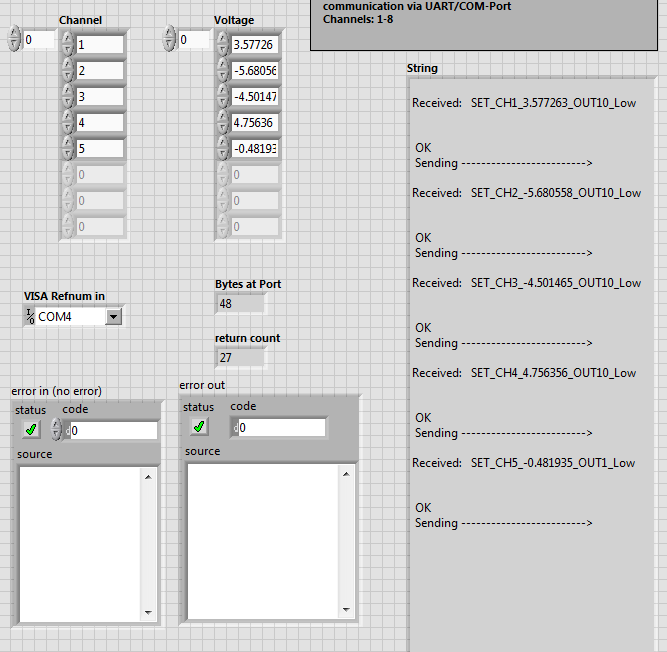 communication via UART/COM-Port
Channels: 1-8
Channel
0
1
2
3
4
5
0
0
0
Voltage
0
3.57726
-5.68056
-4.50147
4.75636
-0.48193
0
0
0
VISA Refnum in
I/O COM4
Bytes at Port
48
return count
27
error in (no error)
status code
d0
source
error out
status code
d0
source
String
Received: SET_CH1_3.577263_OUT10_Low
OK
Sending ------------------------->
Received: SET_CH2_-5.680558_OUT10_Low
OK
Sending ------------------------->
Received: SET_CH3_-4.501465_OUT10_Low
OK
Sending ------------------------->
Received: SET_CH4_4.756356_OUT10_Low
OK
Sending ------------------------->
Received: SET_CH5_-0.481935_OUT1_Low
OK
Sending ------------------------->